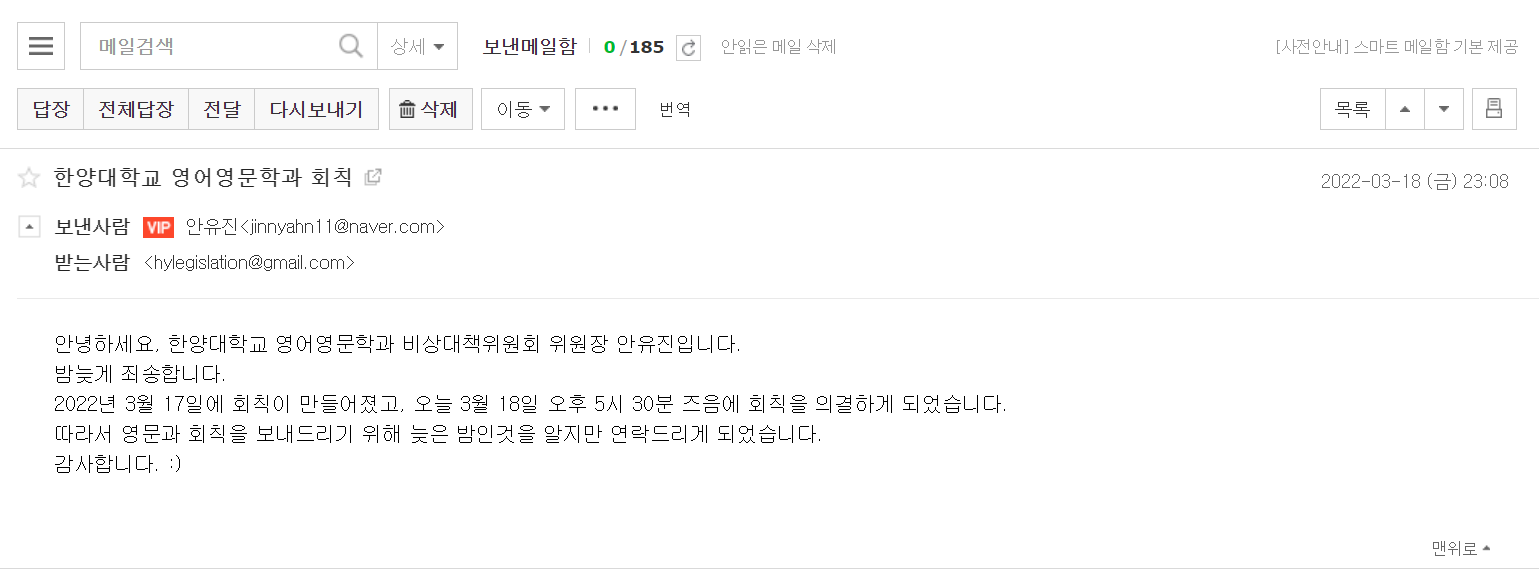 메일검색
상세
보낸메일함 0/185 안읽은 메일 삭제
[사전안내] 스마트 메일함 기본 제공
답장 전체답장 전달 다시보내기 삭제 이동 ••• 번역
목록
한양대학교 영어영문학과 회칙
2022-03-18 (금) 23:08
보낸사람 VIP 안유진<jinnyahn11@naver.com>
받는사람 <hylegislation@gmail.com>
안녕하세요, 한양대학교 영어영문학과 비상대책위원회 위원장 안유진입니다.
밤늦게 죄송합니다.
2022년 3월 17일에 회칙이 만들어졌고, 오늘 3월 18일 오후 5시 30분 즈음에 회칙을 의결하게 되었습니다.
따라서 영문과 회칙을 보내드리기 위해 늦은 밤인것을 알지만 연락드리게 되었습니다.
감사합니다. :)
맨위로